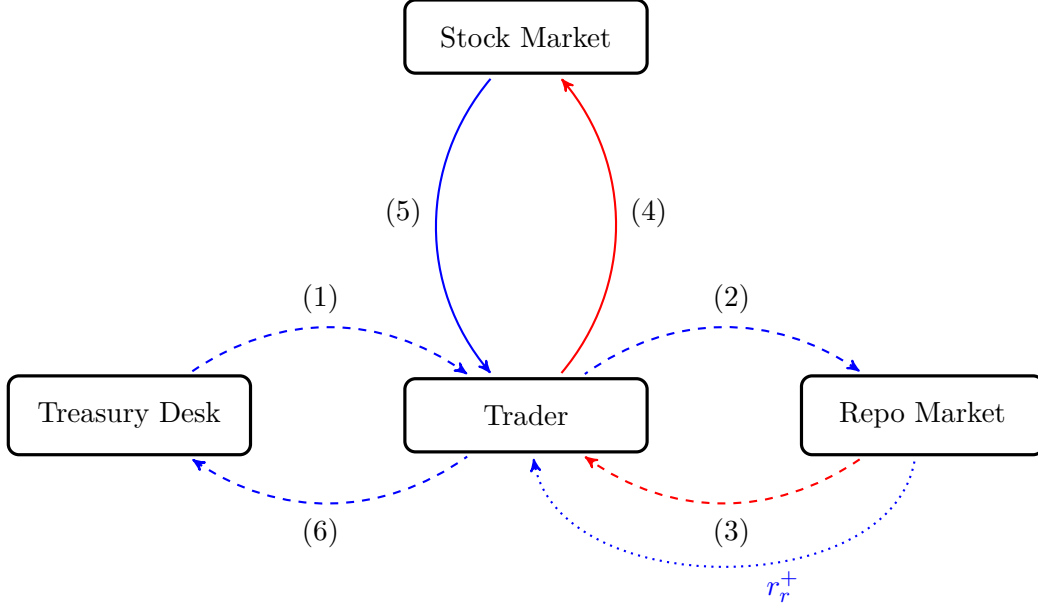 Stock Market
(5)
(4)
(1)
(2)
Treasury Desk
Trader
Repo Market
(6)
(3)
r_r^+